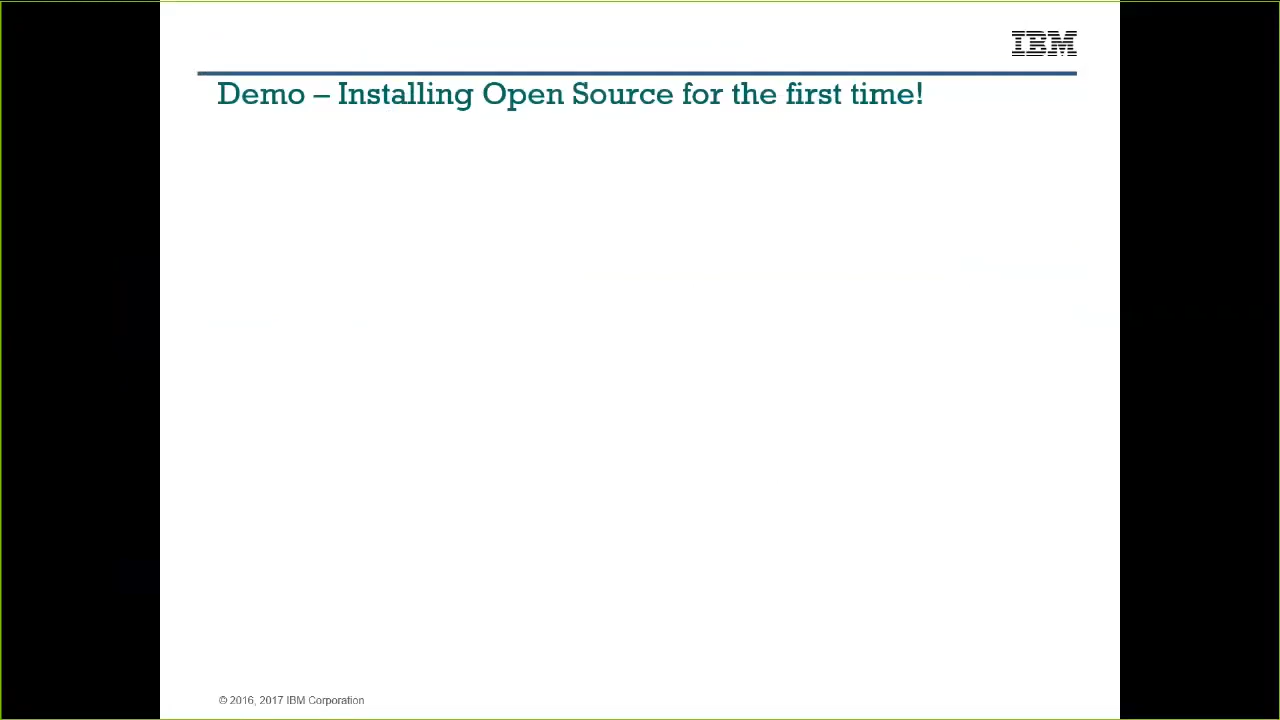 IBM
Demo – Installing Open Source for the first time!
© 2016, 2017 IBM Corporation